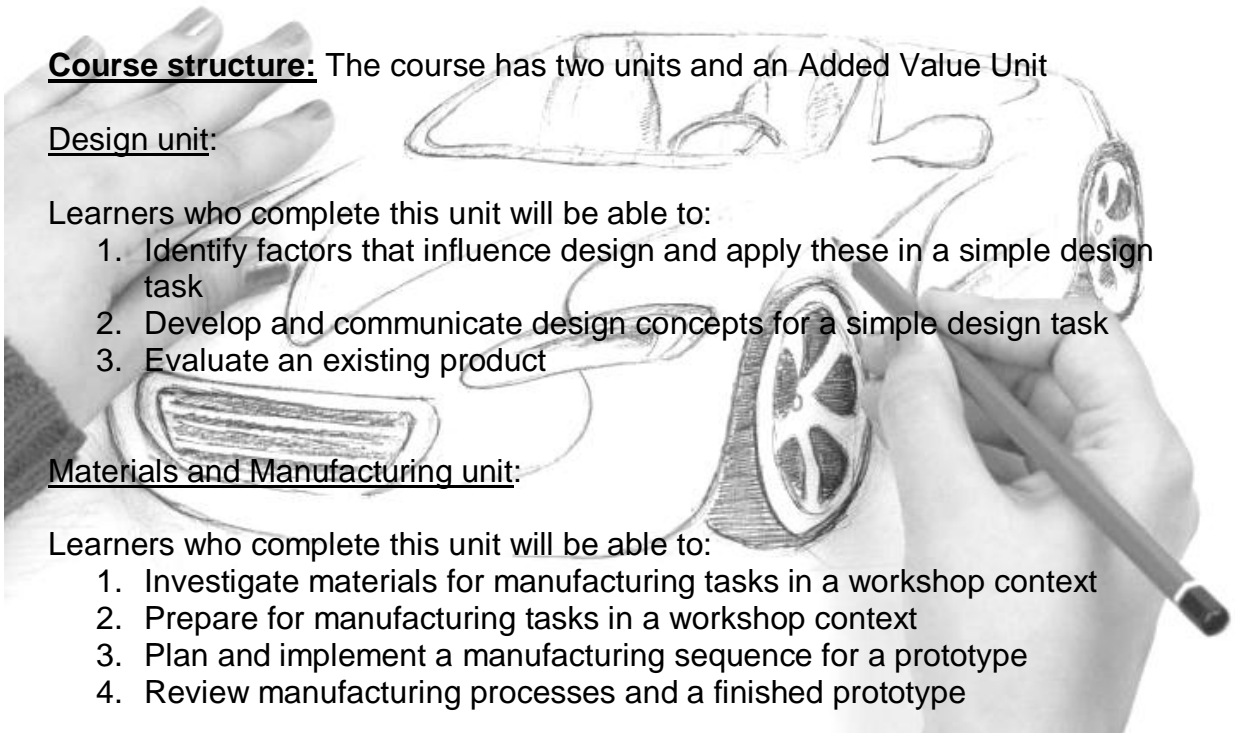 Course structure: The course has two units and an Added Value Unit
Design unit:
Learners who complete this unit will be able to:
1. Identify factors that influence design and apply these in a simple design
task
2. Develop and communicate design concepts for a simple design task
3. Evaluate an existing product
Materials and Manufacturing unit:
Learners who complete this unit will be able to:
1. Investigate materials for manufacturing tasks in a workshop context
2. Prepare for manufacturing tasks in a workshop context
3. Plan and implement a manufacturing sequence for a prototype
4. Review manufacturing processes and a finished prototype